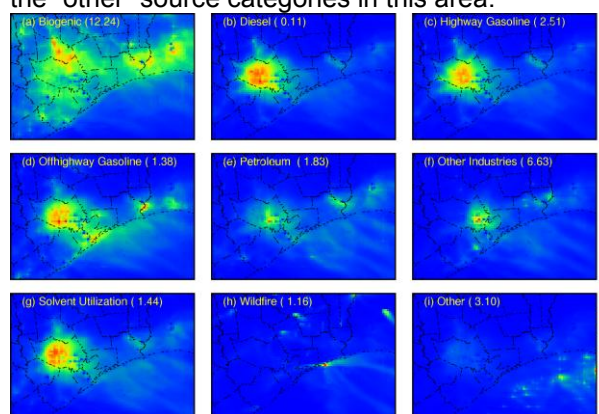 the "other" source categories in this area.
(a) Biogenic (12.24)
(b) Diesel ( 0.11)
(c) Highway Gasoline ( 2.51)
(d) Offhighway Gasoline ( 1.38)
(e) Petroleum ( 1.83)
(f) Other Industries ( 6.63)
(g) Solvent Utilization ( 1.44)
(h) Wildfire ( 1.16)
(i) Other ( 3.10)